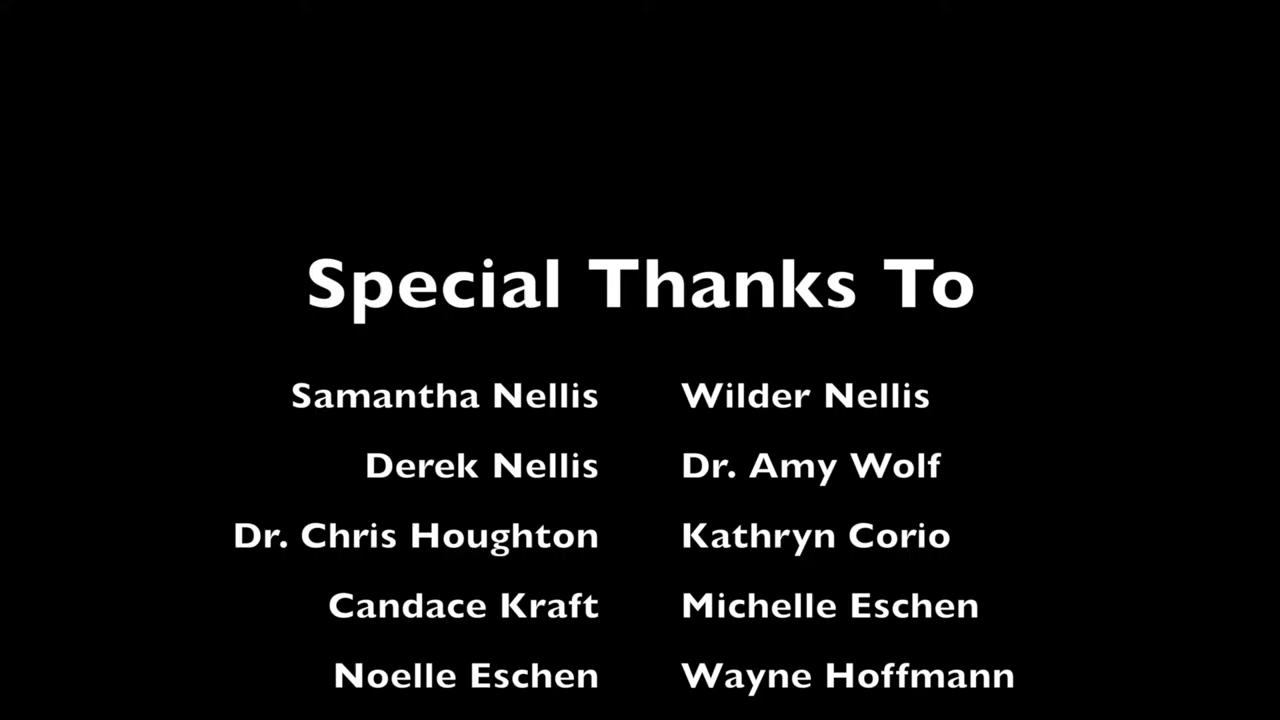 Special Thanks To
Samantha Nellis Wilder Nellis
Derek Nellis Dr. Amy Wolf
Dr. Chris Houghton Kathryn Corio
Candace Kraft Michelle Eschen
Noelle Eschen Wayne Hoffmann